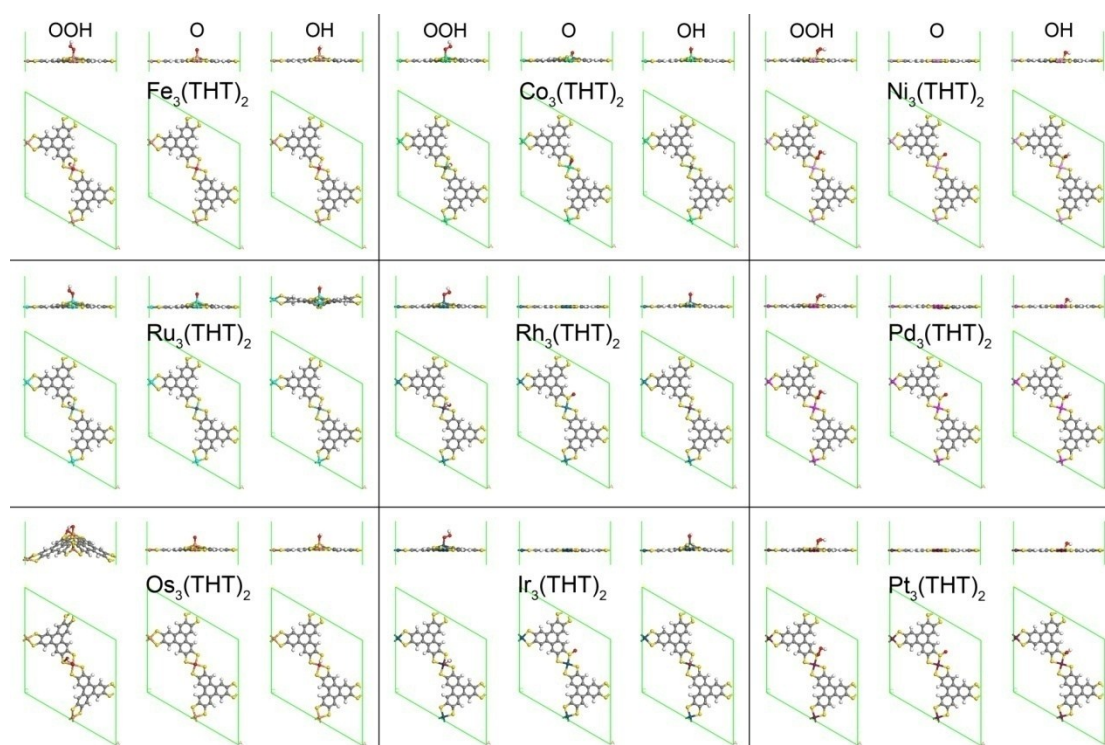 OOH O OH OOH O OH OOH O OH
Fe₃(THT)₂ Co₃(THT)₂ Ni₃(THT)₂
Ru₃(THT)₂ Rh₃(THT)₂ Pd₃(THT)₂
Os₃(THT)₂ Ir₃(THT)₂ Pt₃(THT)₂